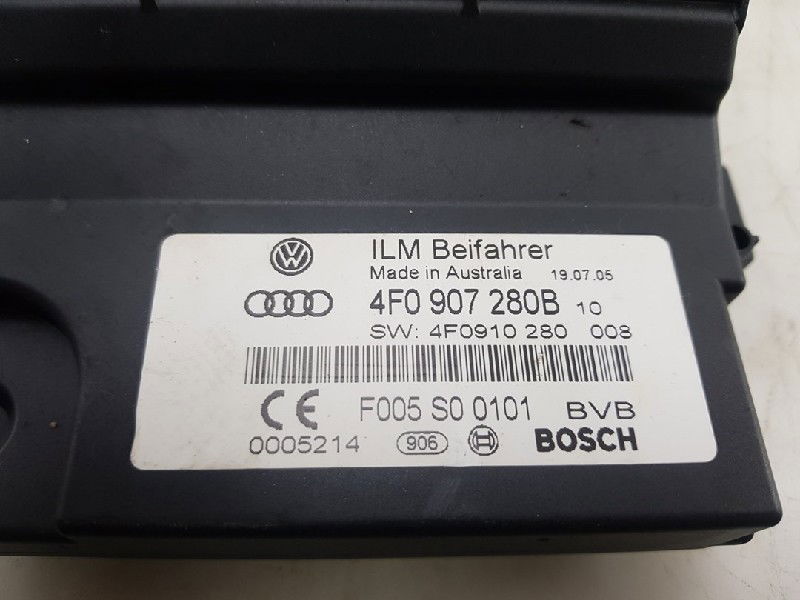 ILM Beifahrer
Made in Australia 19.07.05
4F0 907 280B 10
SW: 4F0910 280 008
CE F005 S0 0101 BVB
0005214 906 BOSCH